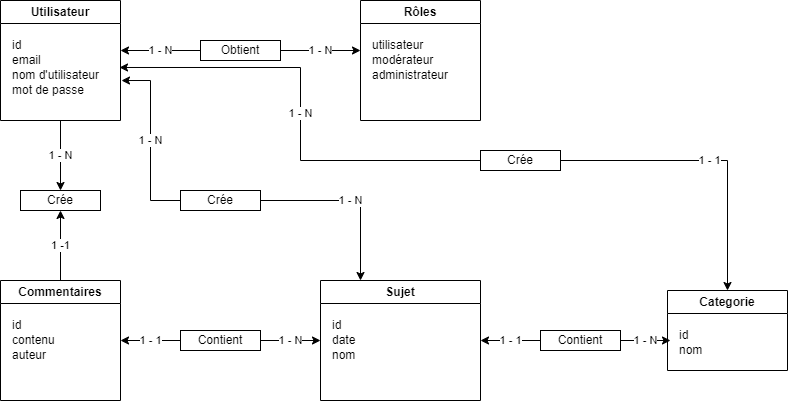 Utilisateur
id
email
nom d'utilisateur
mot de passe
1 - N
Obtient
1 - N
Rôles
utilisateur
modérateur
administrateur
1 - N
1 - N
1 - N
Crée
1 - 1
Crée
1 - N
Crée
1 -1
Commentaires
id
contenu
auteur
1 - 1
Contient
1 - N
Sujet
id
date
nom
1 - 1
Contient
1 - N
Categorie
id
nom